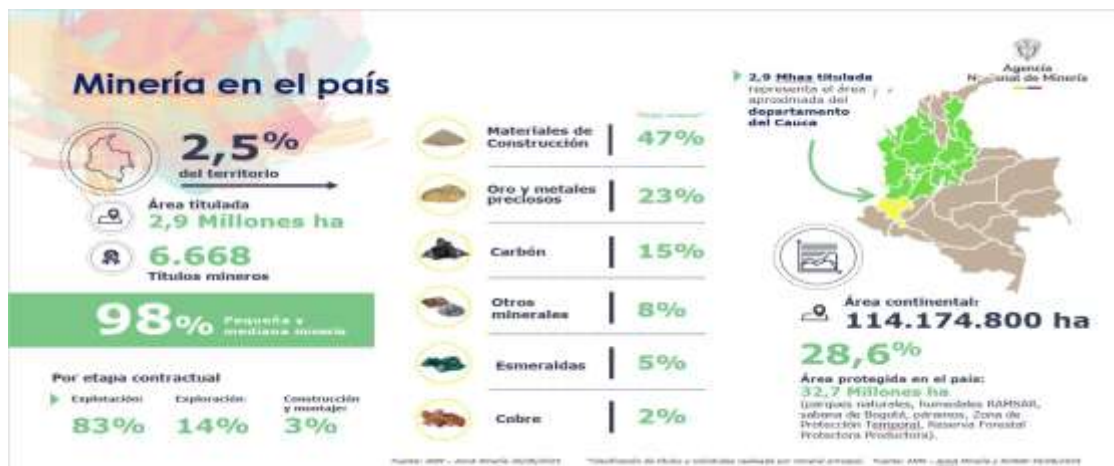 Minería en el país
2,5%
del territorio
Área titulada
2,9 Millones ha
6.668
Títulos mineros
98% Pequeña y
mediana minería
Por etapa contractual
Explotación:
83%
Exploración:
14%
Construcción
y montaje:
3%
Materiales de
Construcción
47%
Oro y metales
preciosos
23%
Carbón
15%
Otros
minerales
8%
Esmeraldas
5%
Cobre
2%
Agencia
Nacional de Minería
2,9 Mhas titulada
representa el área
aproximada del
departamento
del Cauca
Área continental:
114.174.800 ha
28,6%
Área protegida en el país:
32,7 Millones ha
(parques naturales, humedales RAMSAR,
sabana de Bogotá, páramos, Zona de
Protección Temporal, Reserva Forestal
Protectora Productora).